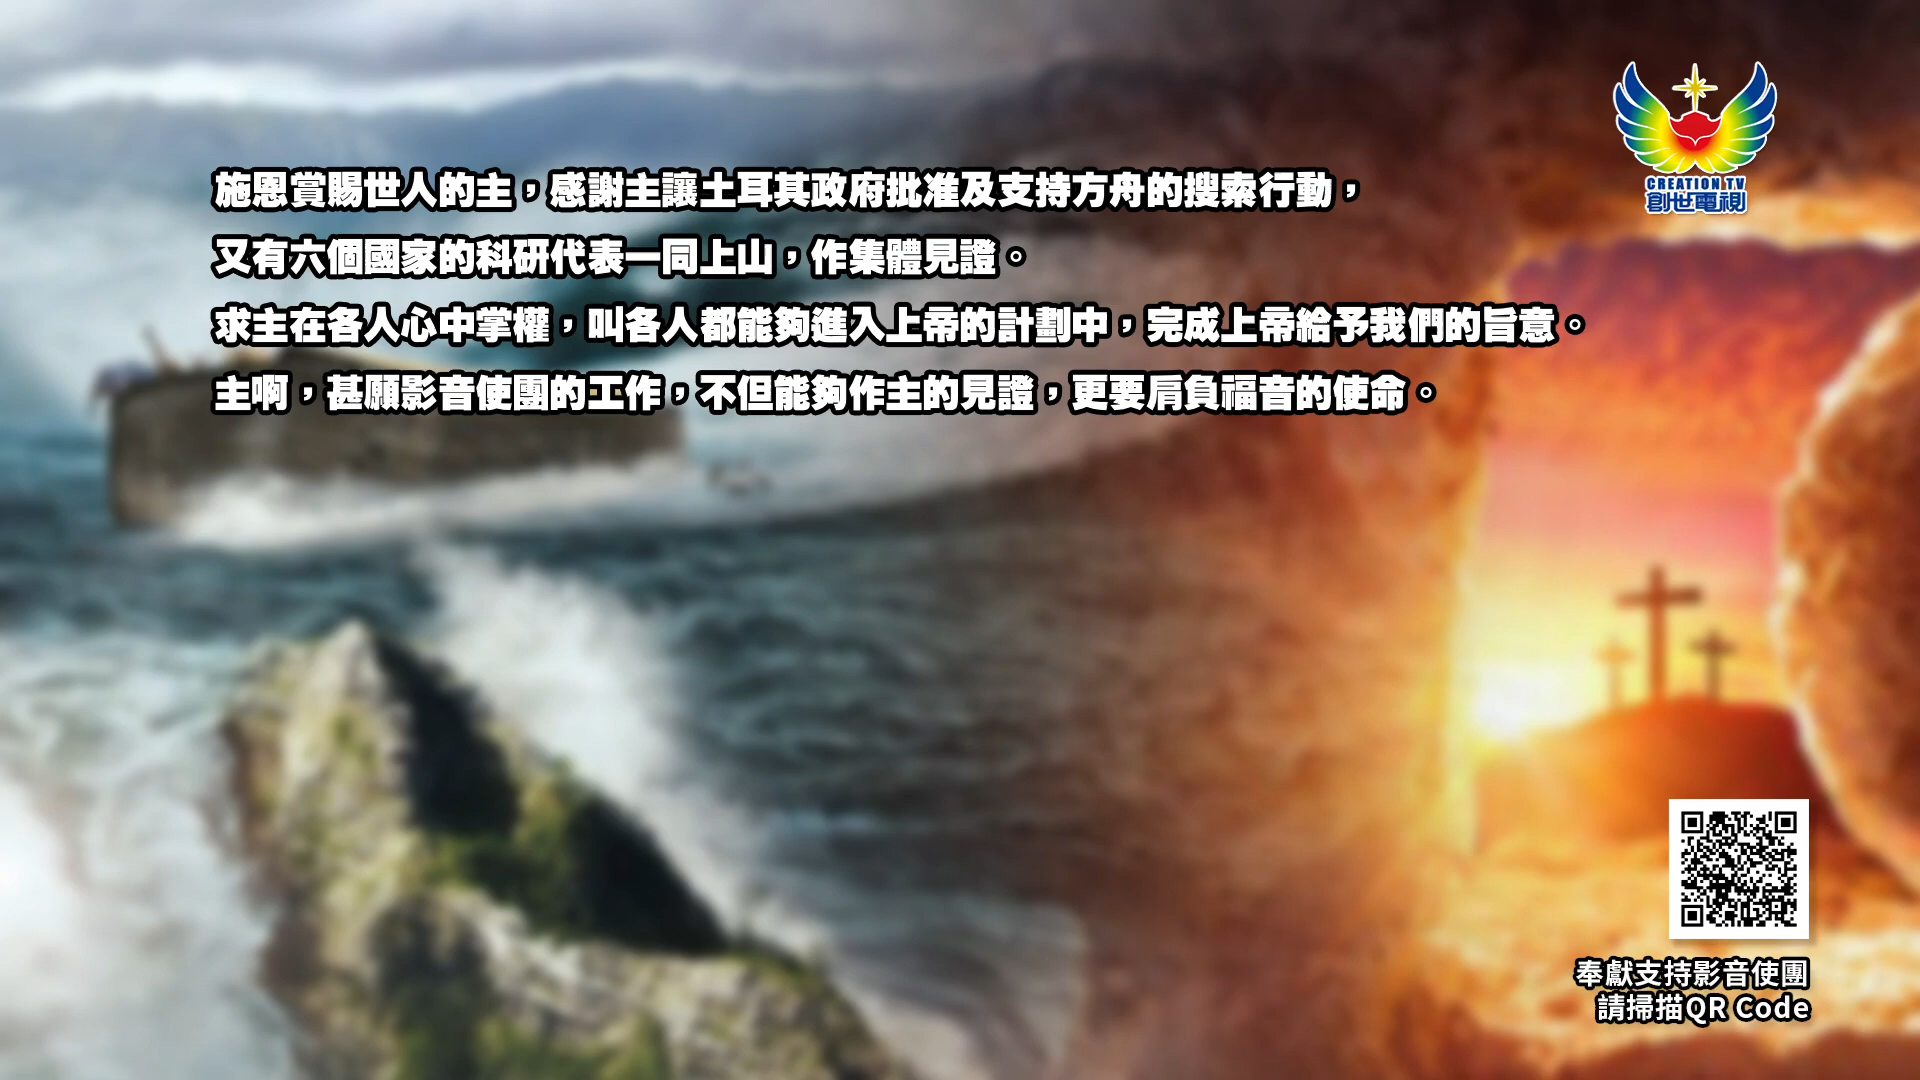 施恩賞賜世人的主，感謝主讓土耳其政府批准及支持方舟的搜索行動，
又有六個國家的科研代表一同上山，作集體見證。
求主在各人心中掌權，叫各人都能夠進入上帝的計劃中，完成上帝給予我們的旨意。
主啊，甚願影音使團的工作，不但能夠作主的見證，更要肩負福音的使命。
CREATION TV
創世電視
奉獻支持影音使團
請掃描QR Code